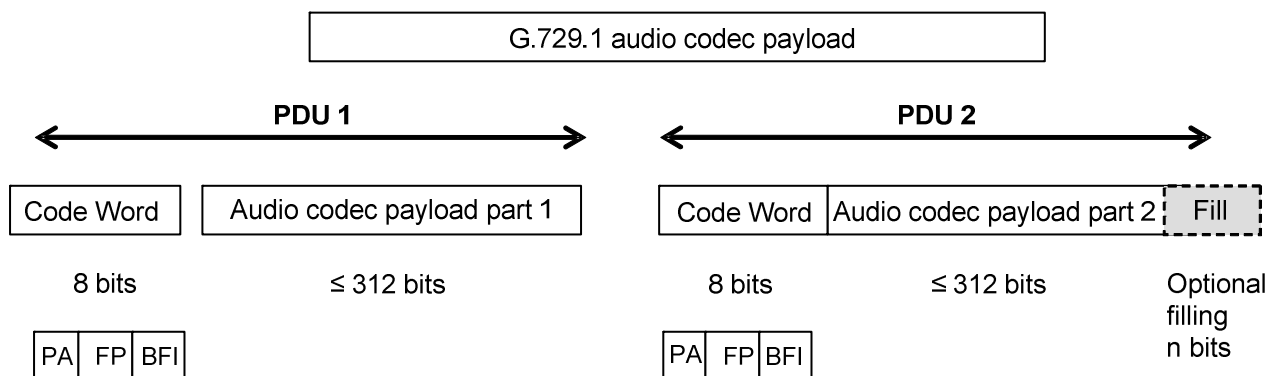 G.729.1 audio codec payload
PDU 1
PDU 2
Code Word
Audio codec payload part 1
Code Word
Audio codec payload part 2
Fill
8 bits
≤ 312 bits
8 bits
≤ 312 bits
Optional
filling
n bits
PA FP BFI
PA FP BFI